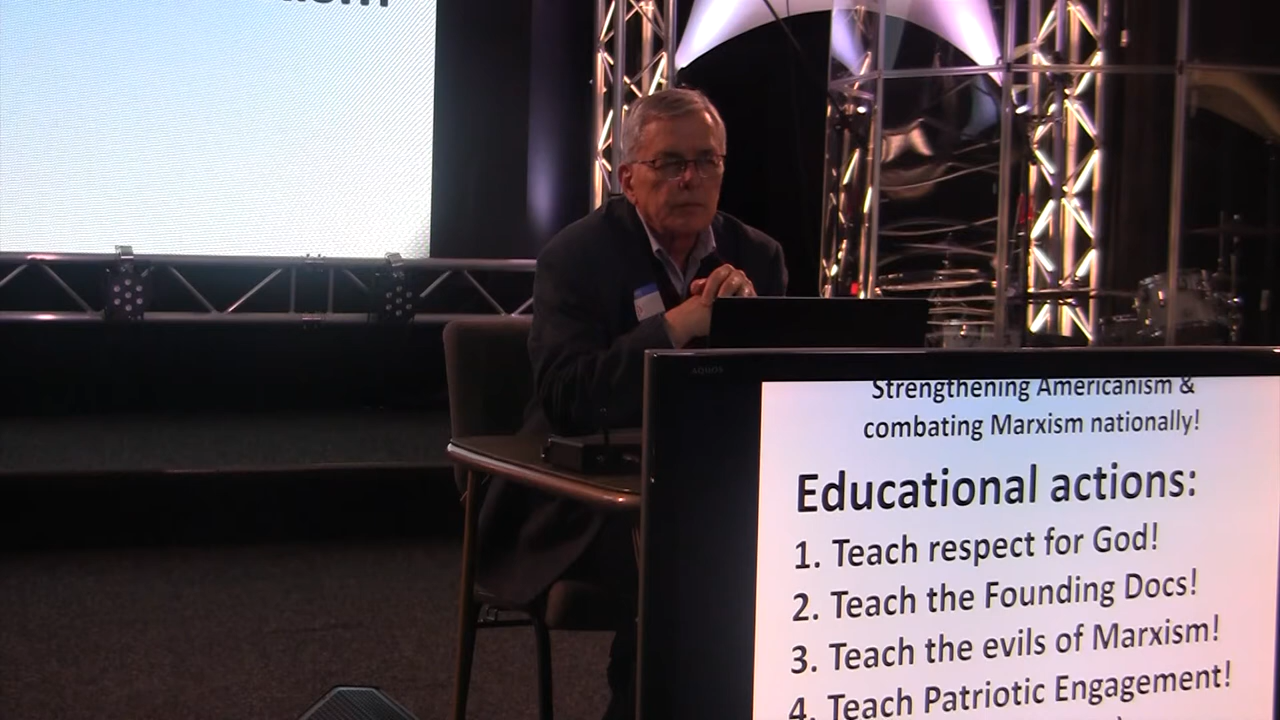 AQUOS
Strengthening Americanism &
combating Marxism nationally!
Educational actions:
1. Teach respect for God!
2. Teach the Founding Docs!
3. Teach the evils of Marxism!
4. Teach Patriotic Engagement!